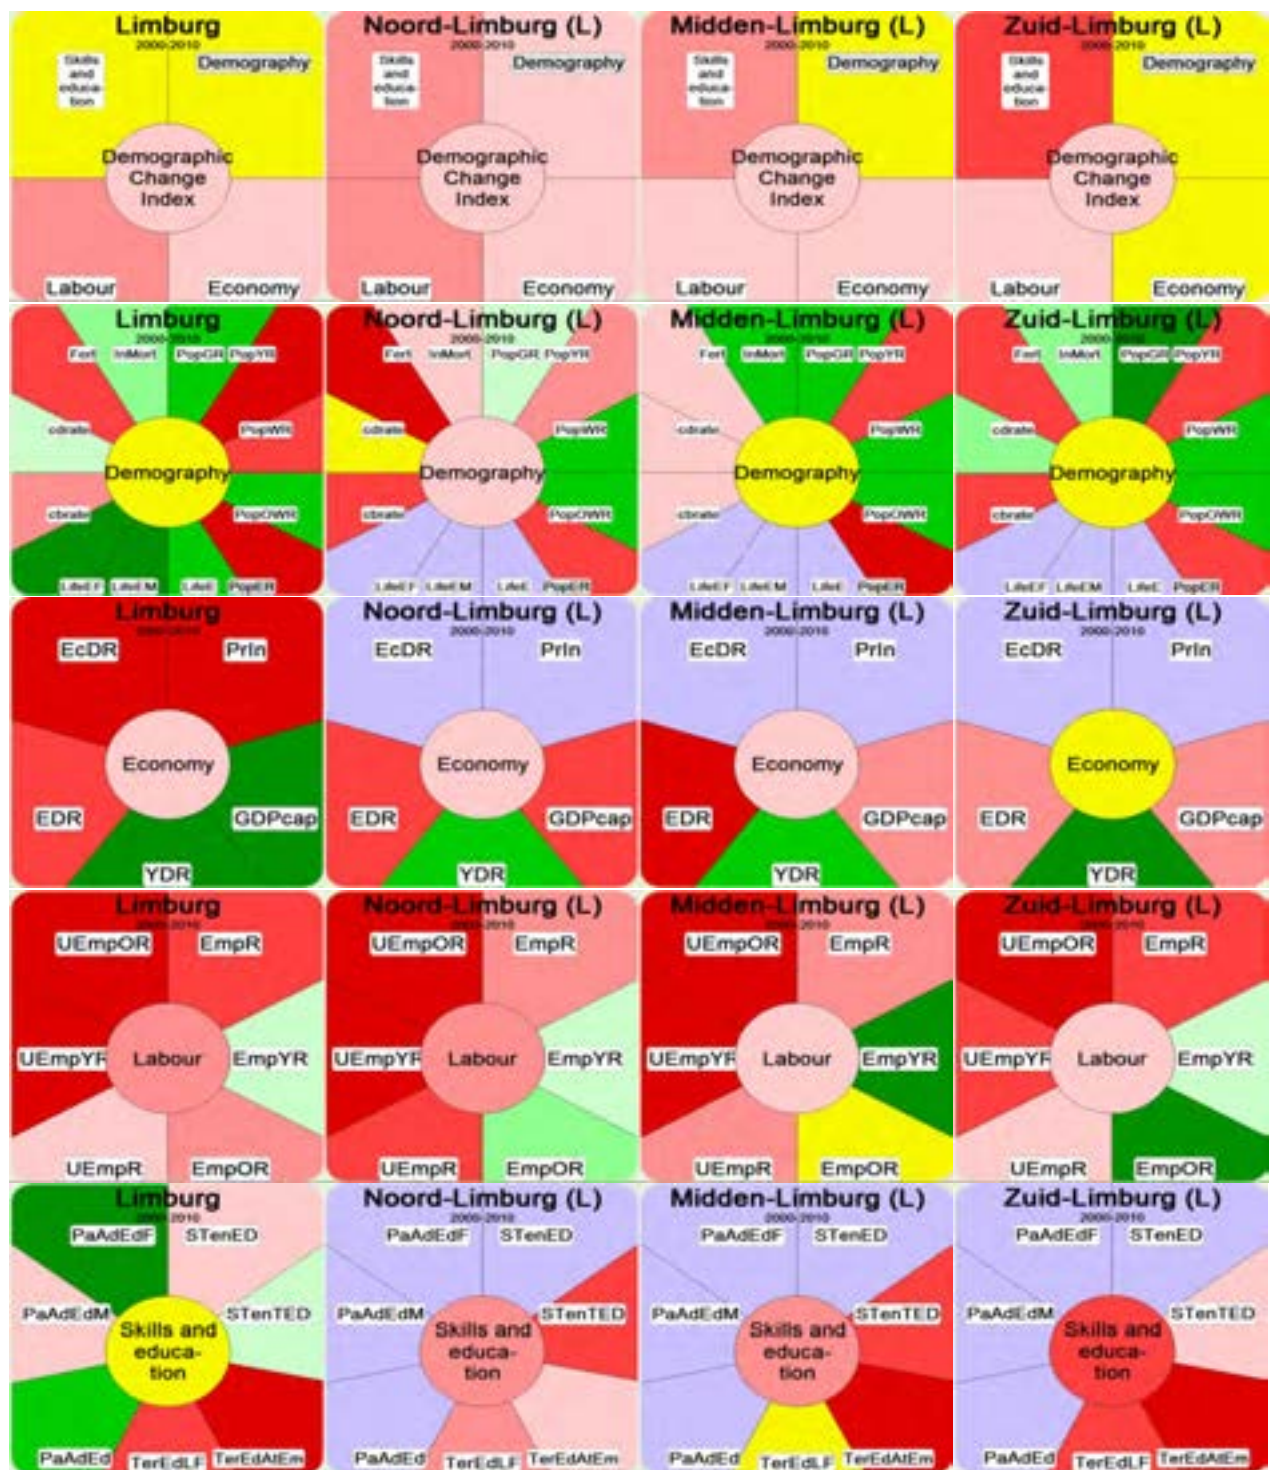 Limburg
2000-2010
Skills
and
educa-
tion
Demography
Demographic
Change
Index
Labour
Economy
Noord-Limburg (L)
2000-2010
Skills
and
educa-
tion
Demography
Demographic
Change
Index
Labour
Economy
Midden-Limburg (L)
2000-2010
Skills
and
educa-
tion
Demography
Demographic
Change
Index
Labour
Economy
Zuid-Limburg (L)
2000-2010
Skills
and
educa-
tion
Demography
Demographic
Change
Index
Labour
Economy
Limburg
2000-2010
Fert InMort PopGR PopYR
cdrate PopWR
Demography
cbrate PopOWR
LifeEF LifeEM LifeE PopER
Noord-Limburg (L)
2000-2010
Fert InMort PopGR PopYR
cdrate PopWR
Demography
cbrate PopOWR
LifeEF LifeEM LifeE PopER
Midden-Limburg (L)
2000-2010
Fert InMort PopGR PopYR
cdrate PopWR
Demography
cbrate PopOWR
LifeEF LifeEM LifeE PopER
Zuid-Limburg (L)
2000-2010
Fert InMort PopGR PopYR
cdrate PopWR
Demography
cbrate PopOWR
LifeEF LifeEM LifeE PopER
Limburg
2000-2010
EcDR PrIn
Economy
EDR GDPcap
YDR
Noord-Limburg (L)
2000-2010
EcDR PrIn
Economy
EDR GDPcap
YDR
Midden-Limburg (L)
2000-2010
EcDR PrIn
Economy
EDR GDPcap
YDR
Zuid-Limburg (L)
2000-2010
EcDR PrIn
Economy
EDR GDPcap
YDR
Limburg
2000-2010
UEmpOR EmpR
UEmpYR Labour EmpYR
UEmpR EmpOR
Noord-Limburg (L)
2000-2010
UEmpOR EmpR
UEmpYR Labour EmpYR
UEmpR EmpOR
Midden-Limburg (L)
2000-2010
UEmpOR EmpR
UEmpYR Labour EmpYR
UEmpR EmpOR
Zuid-Limburg (L)
2000-2010
UEmpOR EmpR
UEmpYR Labour EmpYR
UEmpR EmpOR
Limburg
2000-2010
PaAdEdF STenED
PaAdEdM STenTED
Skills and
educa-
tion
PaAdEd TerEdLF TerEdAtEm
Noord-Limburg (L)
2000-2010
PaAdEdF STenED
PaAdEdM STenTED
Skills and
educa-
tion
PaAdEd TerEdLF TerEdAtEm
Midden-Limburg (L)
2000-2010
PaAdEdF STenED
PaAdEdM STenTED
Skills and
educa-
tion
PaAdEd TerEdLF TerEdAtEm
Zuid-Limburg (L)
2000-2010
PaAdEdF STenED
PaAdEdM STenTED
Skills and
educa-
tion
PaAdEd TerEdLF TerEdAtEm